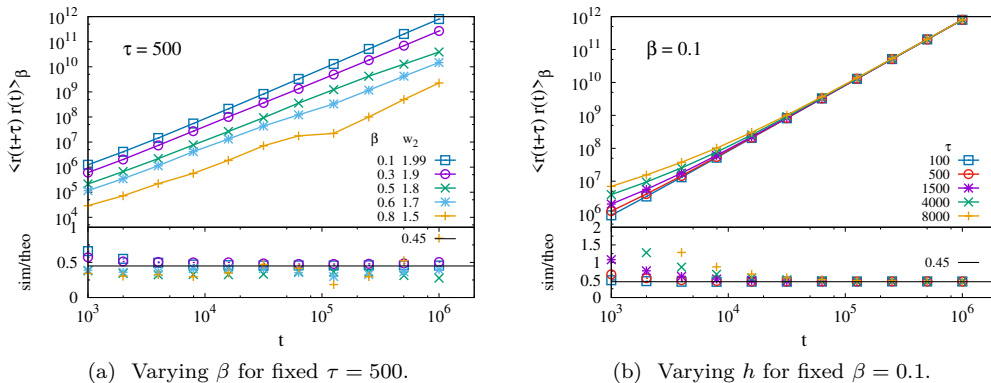 <r(t+τ) r(t)>β
10^12
10^11
10^10
10^9
10^8
10^7
10^6
10^5
10^4
τ = 500
β w2
0.1 1.99
0.3 1.9
0.5 1.8
0.6 1.7
0.8 1.5
sim/theo
1
0.5
0
0.45
10^3 10^4 10^5 10^6
t
(a) Varying β for fixed τ = 500.
<r(t+τ) r(t)>β
10^12
10^11
10^10
10^9
10^8
10^7
10^6
β = 0.1
τ
100
500
1500
4000
8000
sim/theo
2
1.5
1
0.5
0
0.45
10^3 10^4 10^5 10^6
t
(b) Varying h for fixed β = 0.1.